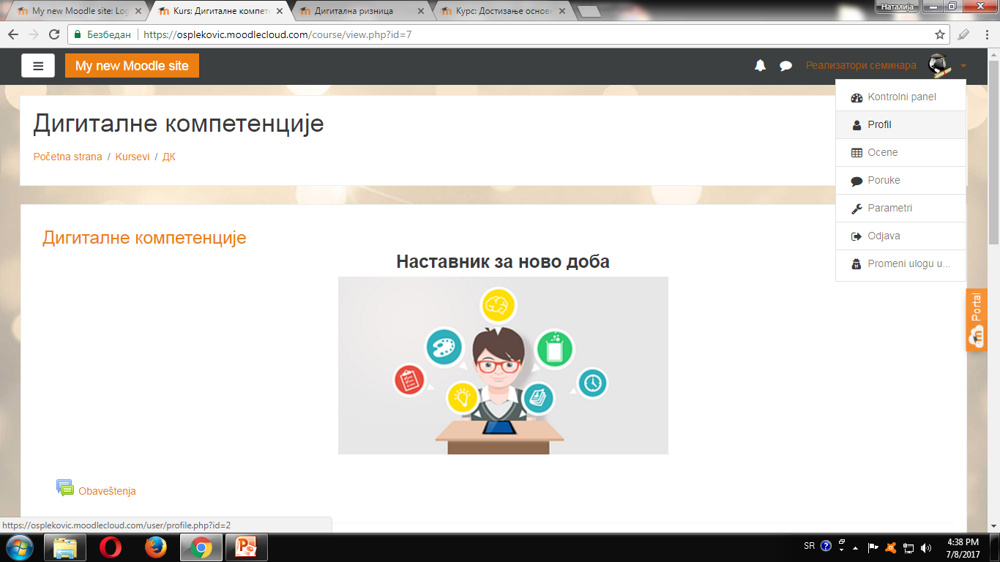 My new Moodle site: Log
Kurs: Дигиталне компете
Дигитална ризница
Курс: Достизање основн
Наталија
Безбедан
https://osplekovic.moodlecloud.com/course/view.php?id=7
My new Moodle site
Реализатори семинара
Kontrolni panel
Profil
Ocene
Poruke
Parametri
Odjava
Promeni ulogu u...
Дигиталне компетенције
Početna strana / Kursevi / ДК
Дигиталне компетенције
Наставник за ново доба
Portal
Obaveštenja
https://osplekovic.moodlecloud.com/user/profile.php?id=2
SR
4:38 PM
7/8/2017